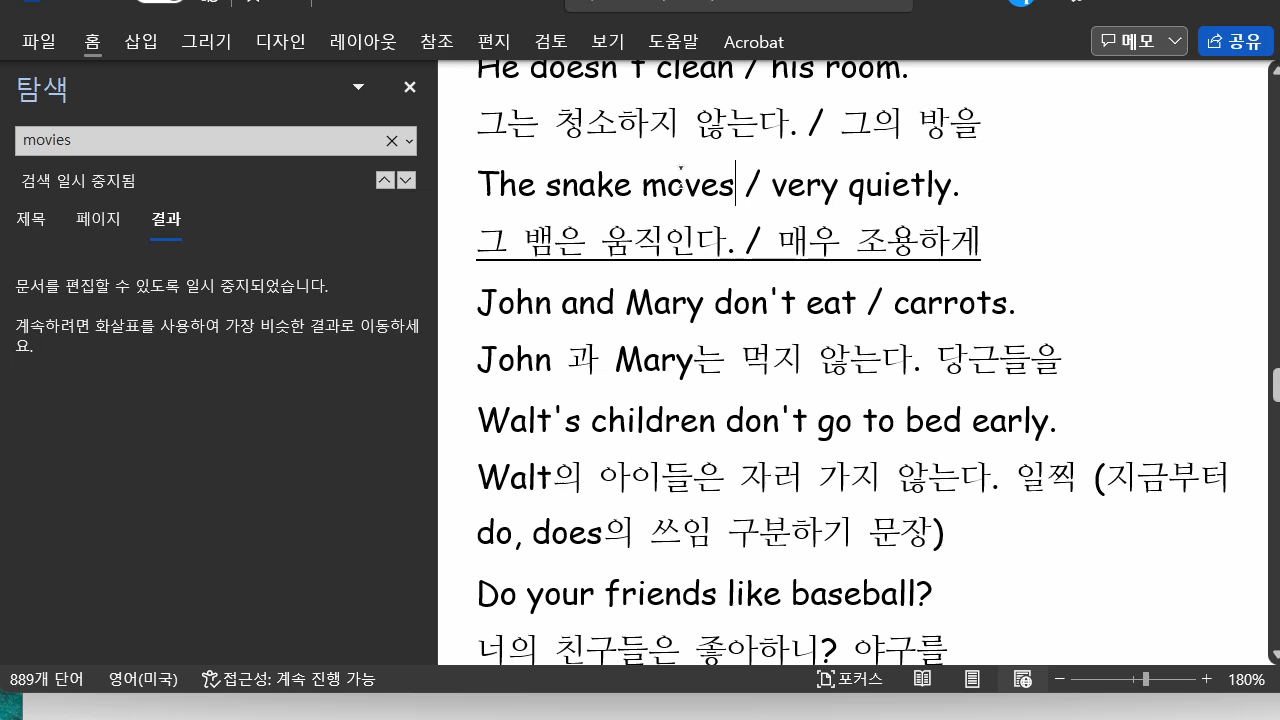 파일 홈 삽입 그리기 디자인 레이아웃 참조 편지 검토 보기 도움말 Acrobat 메모 공유
탐색
movies
검색 일시 중지됨
제목 페이지 결과
문서를 편집할 수 있도록 일시 중지되었습니다.
계속하려면 화살표를 사용하여 가장 비슷한 결과로 이동하세
요.
He doesn't clean / his room.
그는 청소하지 않는다. / 그의 방을
The snake moves / very quietly.
그 뱀은 움직인다. / 매우 조용하게
John and Mary don't eat / carrots.
John 과 Mary는 먹지 않는다. 당근들을
Walt's children don't go to bed early.
Walt의 아이들은 자러 가지 않는다. 일찍 (지금부터
do, does의 쓰임 구분하기 문장)
Do your friends like baseball?
너의 친구들은 좋아하니? 야구를
889개 단어 영어(미국) 접근성: 계속 진행 가능 포커스 180%